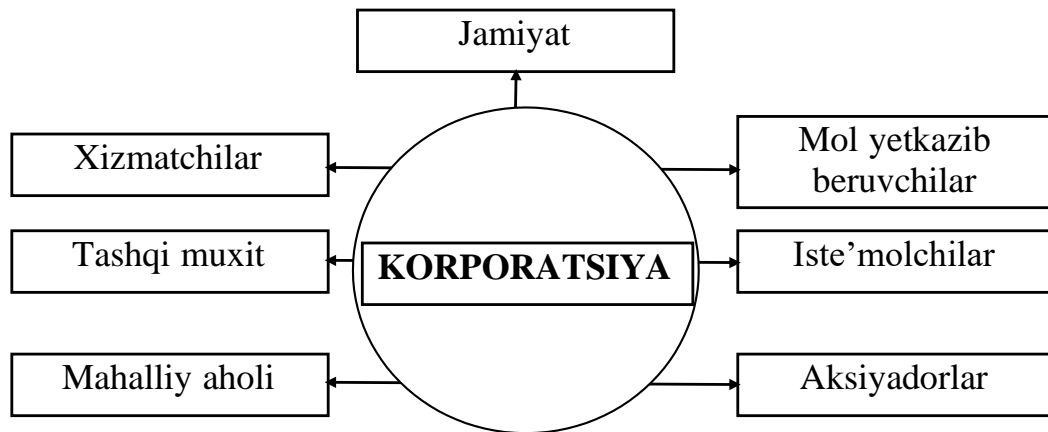 Jamiyat
Xizmatchilar
Mol yetkazib
beruvchilar
Tashqi muxit
KORPORATSIYA
Iste’molchilar
Mahalliy aholi
Aksiyadorlar